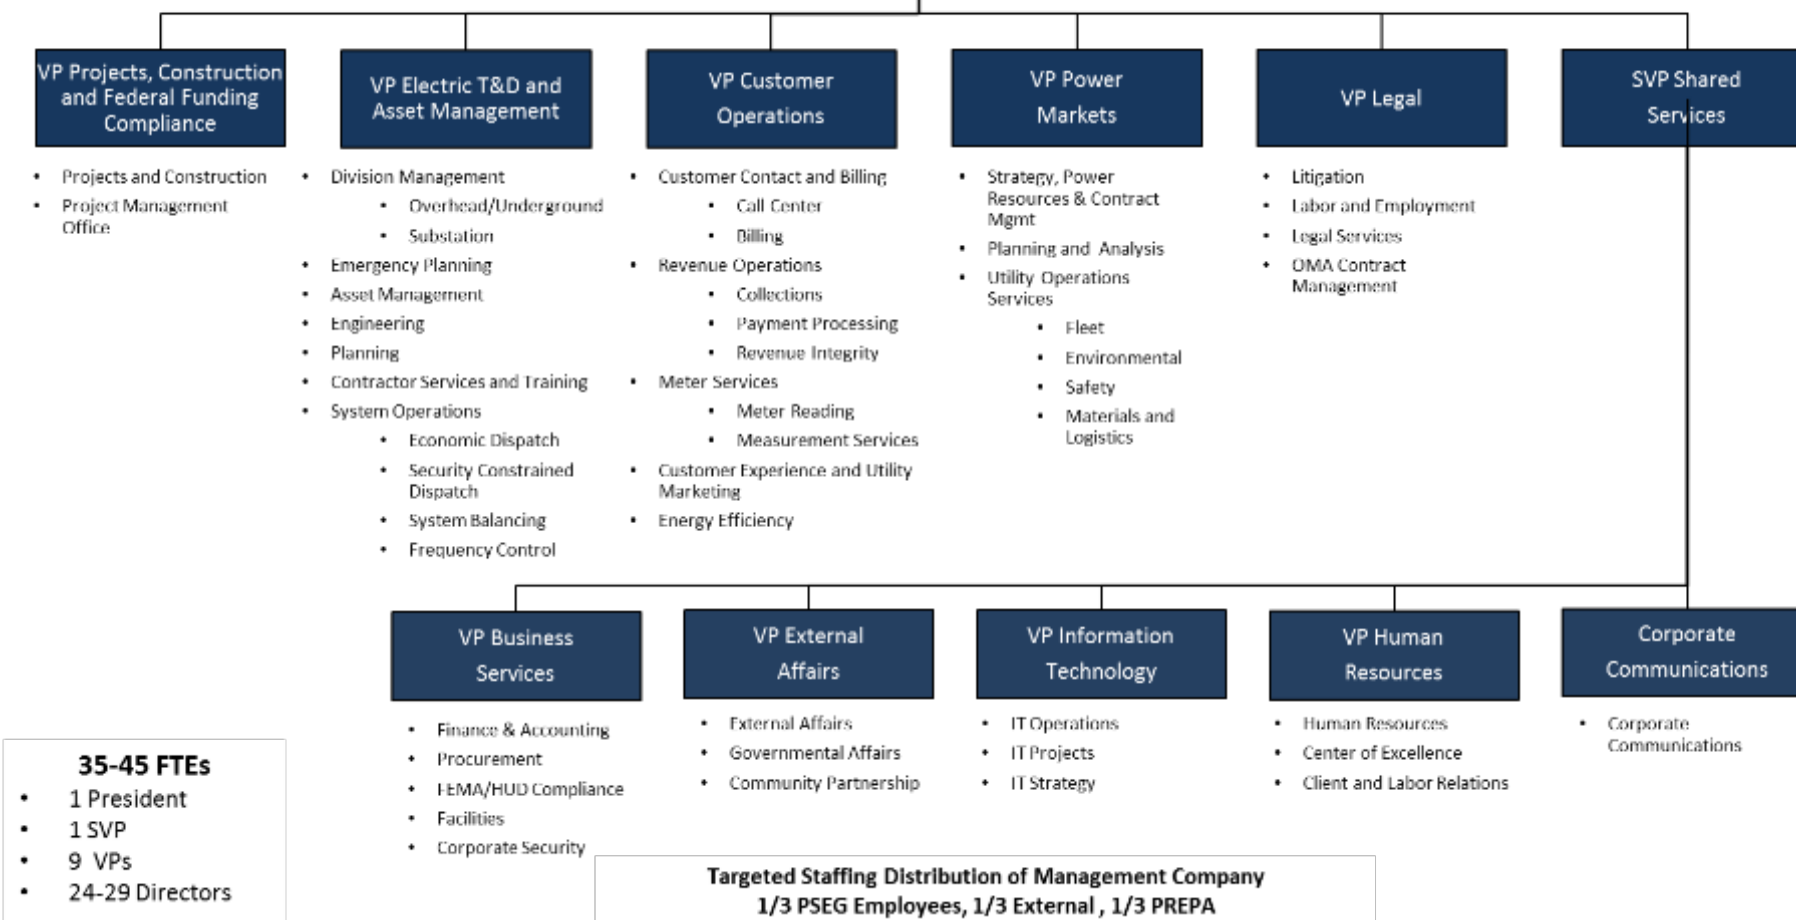 VP Projects, Construction
and Federal Funding
Compliance
• Projects and Construction
• Project Management
Office
VP Electric T&D and
Asset Management
• Division Management
• Overhead/Underground
• Substation
• Emergency Planning
• Asset Management
• Engineering
• Planning
• Contractor Services and Training
• System Operations
• Economic Dispatch
• Security Constrained
Dispatch
• System Balancing
• Frequency Control
VP Customer
Operations
• Customer Contact and Billing
• Call Center
• Billing
• Revenue Operations
• Collections
• Payment Processing
• Revenue Integrity
• Meter Services
• Meter Reading
• Measurement Services
• Customer Experience and Utility
Marketing
• Energy Efficiency
VP Power
Markets
• Strategy, Power
Resources & Contract
Mgmt
• Planning and Analysis
• Utility Operations
Services
• Fleet
• Environmental
• Safety
• Materials and
Logistics
VP Legal
• Litigation
• Labor and Employment
• Legal Services
• OMA Contract
Management
SVP Shared
Services
VP Business
Services
• Finance & Accounting
• Procurement
• FEMA/HUD Compliance
• Facilities
• Corporate Security
VP External
Affairs
• External Affairs
• Governmental Affairs
• Community Partnership
VP Information
Technology
• IT Operations
• IT Projects
• IT Strategy
VP Human
Resources
• Human Resources
• Center of Excellence
• Client and Labor Relations
Corporate
Communications
• Corporate
Communications
35-45 FTEs
• 1 President
• 1 SVP
• 9 VPs
• 24-29 Directors
Targeted Staffing Distribution of Management Company
1/3 PSEG Employees, 1/3 External , 1/3 PREPA